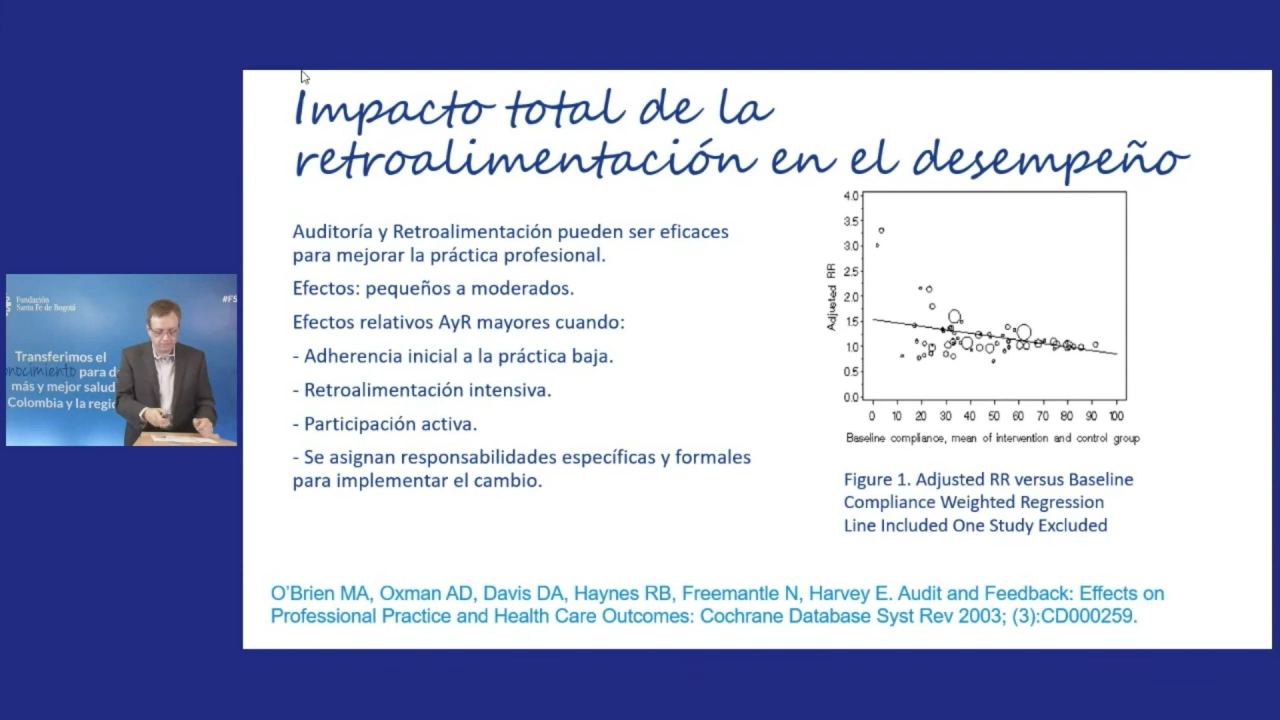 Impacto total de la
retroalimentación en el desempeño
Auditoría y Retroalimentación pueden ser eficaces
para mejorar la práctica profesional.
Efectos: pequeños a moderados.
Efectos relativos AyR mayores cuando:
- Adherencia inicial a la práctica baja.
- Retroalimentación intensiva.
- Participación activa.
- Se asignan responsabilidades específicas y formales
para implementar el cambio.
4.0
3.5
3.0
2.5
2.0
1.5
1.0
0.5
0.0
Adjusted RR
0 10 20 30 40 50 60 70 80 90 100
Baseline compliance, mean of intervention and control group
Figure 1. Adjusted RR versus Baseline
Compliance Weighted Regression
Line Included One Study Excluded
O'Brien MA, Oxman AD, Davis DA, Haynes RB, Freemantle N, Harvey E. Audit and Feedback: Effects on
Professional Practice and Health Care Outcomes: Cochrane Database Syst Rev 2003; (3):CD000259.
Fundación
Santa Fe de Bogotá
#FS
Transferimos el
onocimiento para d
más y mejor salud
Colombia y la regi